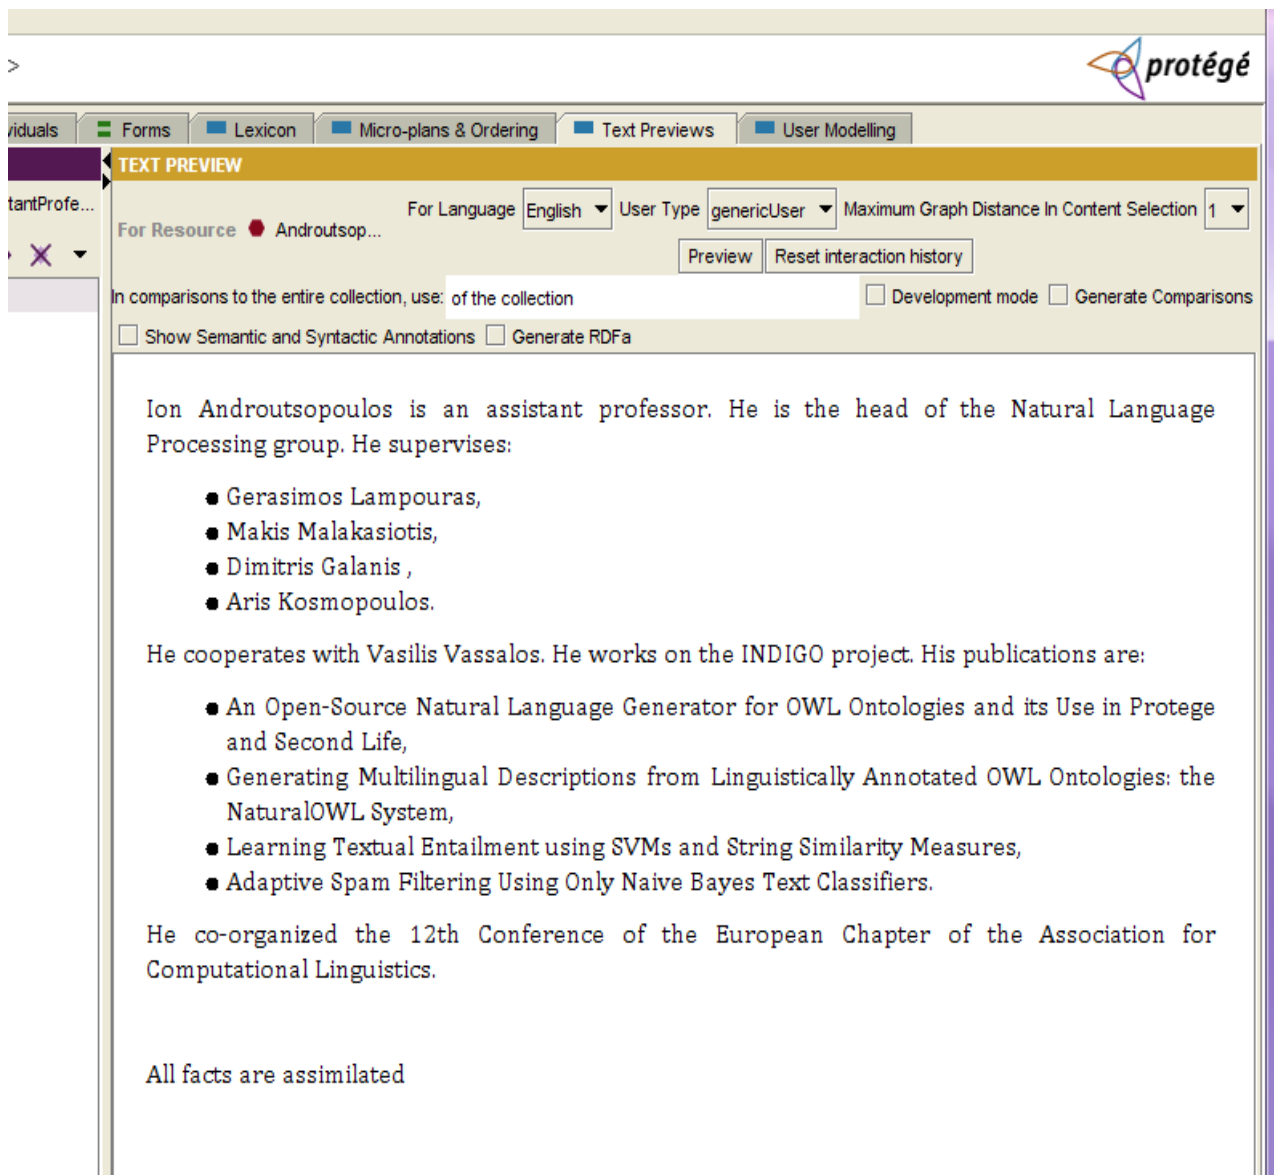 >
protégé
viduals Forms Lexicon Micro-plans & Ordering Text Previews User Modelling
TEXT PREVIEW
tantProfe...
For Language English User Type genericUser Maximum Graph Distance In Content Selection 1
For Resource Androutsop...
Preview Reset interaction history
In comparisons to the entire collection, use: of the collection Development mode Generate Comparisons
Show Semantic and Syntactic Annotations Generate RDFa
Ion Androutsopoulos is an assistant professor. He is the head of the Natural Language
Processing group. He supervises:
● Gerasimos Lampouras,
● Makis Malakasiotis,
● Dimitris Galanis ,
● Aris Kosmopoulos.
He cooperates with Vasilis Vassalos. He works on the INDIGO project. His publications are:
● An Open-Source Natural Language Generator for OWL Ontologies and its Use in Protege
and Second Life,
● Generating Multilingual Descriptions from Linguistically Annotated OWL Ontologies: the
NaturalOWL System,
● Learning Textual Entailment using SVMs and String Similarity Measures,
● Adaptive Spam Filtering Using Only Naive Bayes Text Classifiers.
He co-organized the 12th Conference of the European Chapter of the Association for
Computational Linguistics.
All facts are assimilated